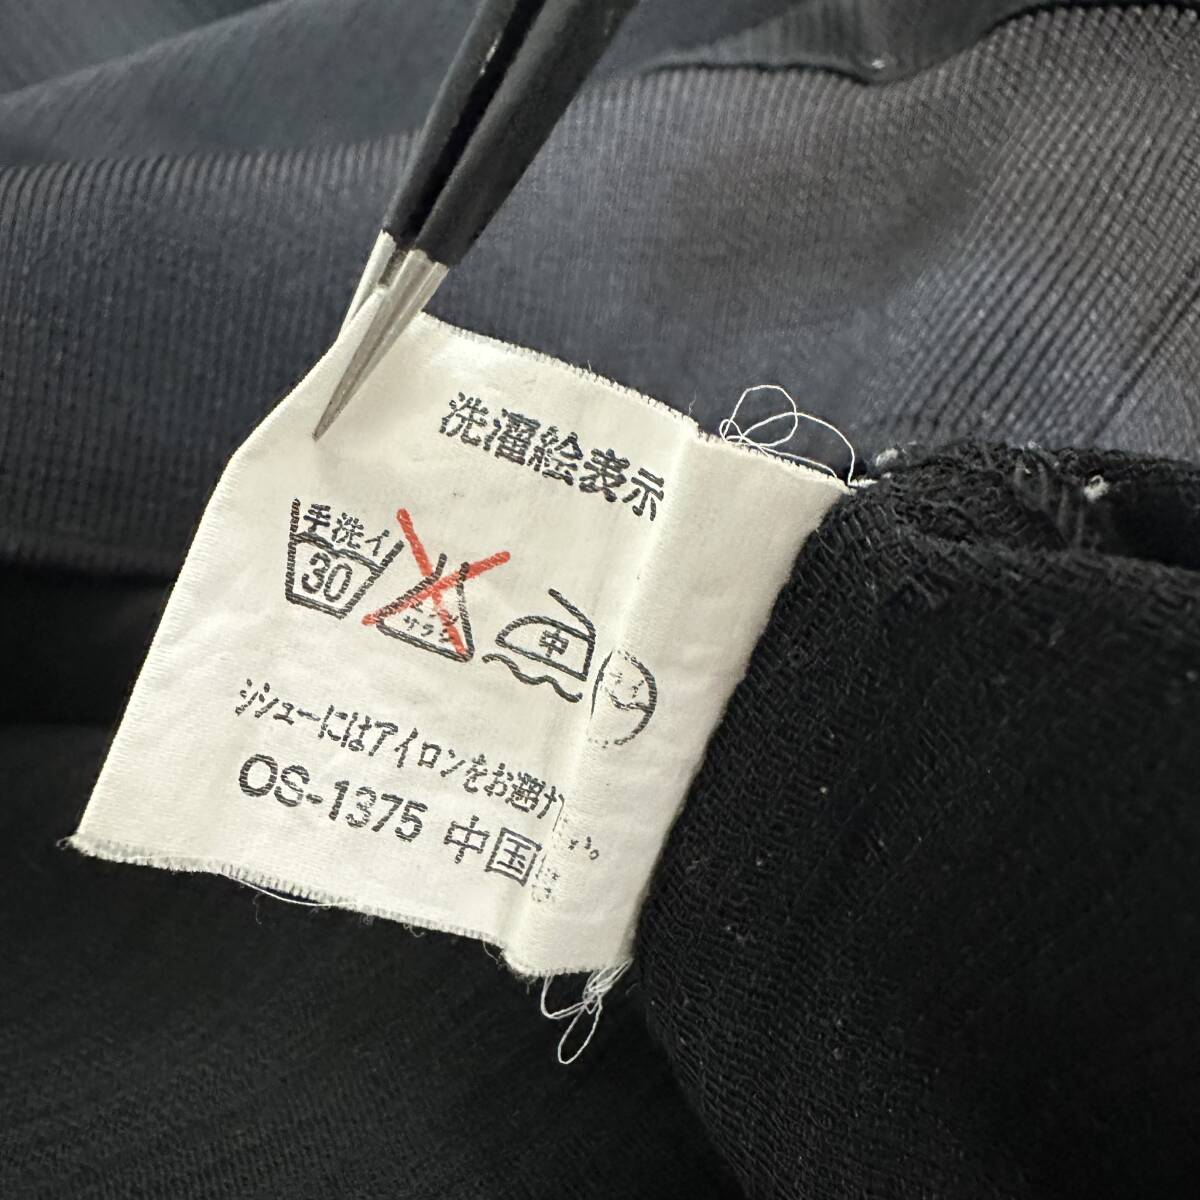 洗濯絵表示
手洗イ
30
中
シシューにはアイロンをお避け
OS-1375 中国